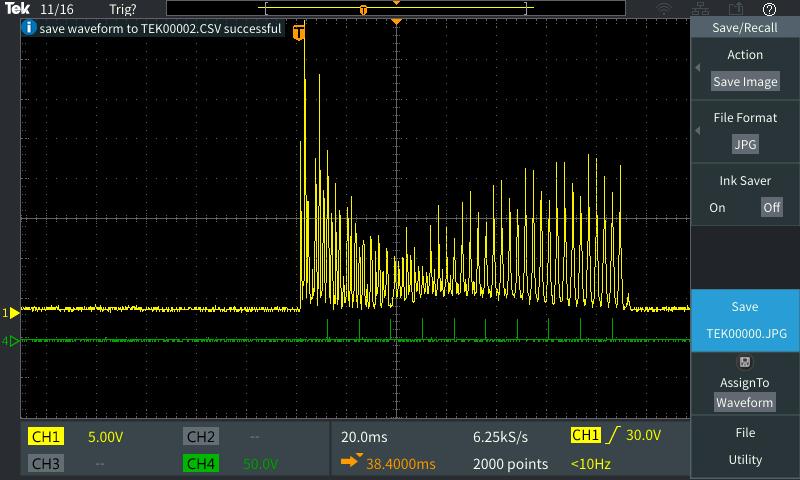 Tek 11/16 Trig?
save waveform to TEK00002.CSV successful
T
T
Save/Recall
Action
Save Image
File Format
JPG
Ink Saver
On Off
1
4
Save
TEK00000.JPG
AssignTo
Waveform
File
Utility
CH1 5.00V CH2 -- 20.0ms 6.25kS/s CH1 30.0V
CH3 -- CH4 50.0V 38.4000ms 2000 points <10Hz